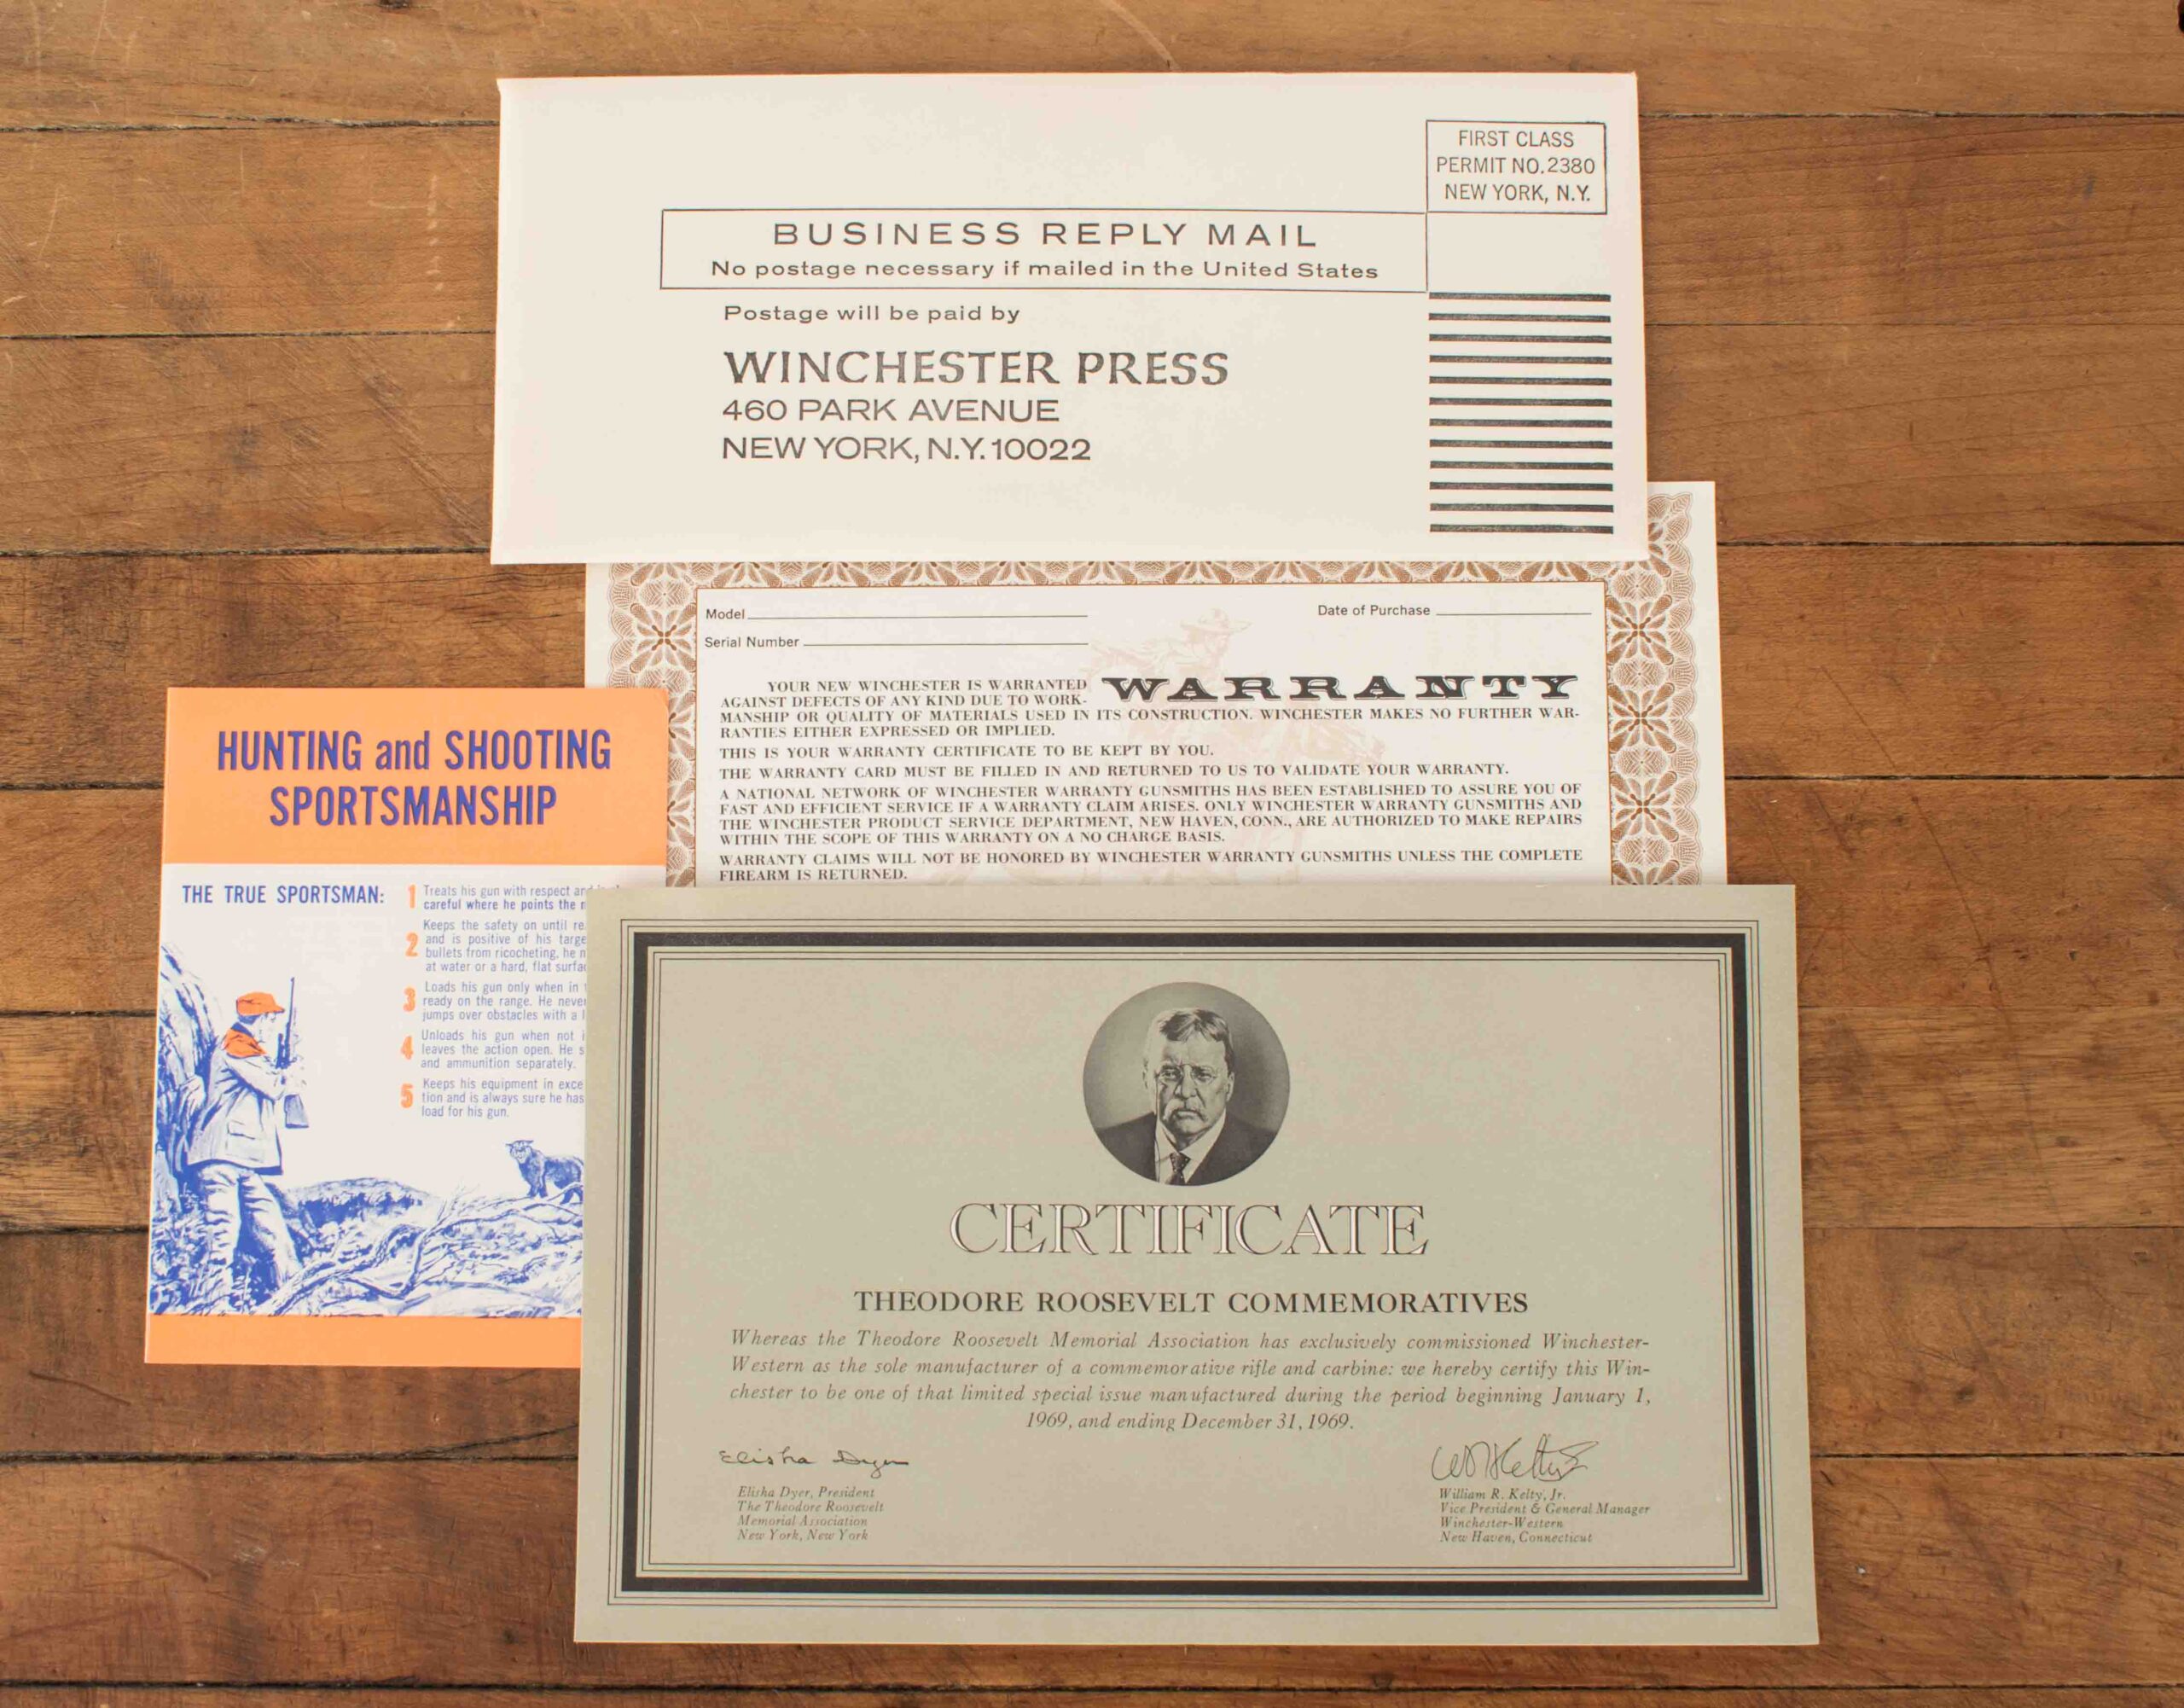 FIRST CLASS
PERMIT NO. 2380
NEW YORK, N.Y.
BUSINESS REPLY MAIL
No postage necessary if mailed in the United States
Postage will be paid by
WINCHESTER PRESS
460 PARK AVENUE
NEW YORK, N.Y. 10022
Model
Date of Purchase
Serial Number
WARRANTY
YOUR NEW WINCHESTER IS WARRANTED
AGAINST DEFECTS OF ANY KIND DUE TO WORK-
MANSHIP OR QUALITY OF MATERIALS USED IN ITS CONSTRUCTION. WINCHESTER MAKES NO FURTHER WAR-
RANTIES EITHER EXPRESSED OR IMPLIED.
THIS IS YOUR WARRANTY CERTIFICATE TO BE KEPT BY YOU.
THE WARRANTY CARD MUST BE FILLED IN AND RETURNED TO US TO VALIDATE YOUR WARRANTY.
A NATIONAL NETWORK OF WINCHESTER WARRANTY GUNSMITHS HAS BEEN ESTABLISHED TO ASSURE YOU OF
FAST AND EFFICIENT SERVICE IF A WARRANTY CLAIM ARISES. ONLY WINCHESTER WARRANTY GUNSMITHS AND
THE WINCHESTER PRODUCT SERVICE DEPARTMENT, NEW HAVEN, CONN., ARE AUTHORIZED TO MAKE REPAIRS
WITHIN THE SCOPE OF THIS WARRANTY ON A NO CHARGE BASIS.
WARRANTY CLAIMS WILL NOT BE HONORED BY WINCHESTER WARRANTY GUNSMITHS UNLESS THE COMPLETE
FIREARM IS RETURNED.
HUNTING and SHOOTING
SPORTSMANSHIP
THE TRUE SPORTSMAN:
1 Treats his gun with respect and
careful where he points the
2 Keeps the safety on until
and is positive of his
bullets from ricocheting, he
at water or a hard, flat
3 Loads his gun only when in
ready on the range. He
jumps over obstacles with a
4 Unloads his gun when not
leaves the action open. He
and ammunition separately.
5 Keeps his equipment in
tion and is always sure he has
load for his gun.
CERTIFICATE
THEODORE ROOSEVELT COMMEMORATIVES
Whereas the Theodore Roosevelt Memorial Association has exclusively commissioned Winchester-
Western as the sole manufacturer of a commemorative rifle and carbine: we hereby certify this Win-
chester to be one of that limited special issue manufactured during the period beginning January 1,
1969, and ending December 31, 1969.
Elisha Dyer
Elisha Dyer, President
The Theodore Roosevelt
Memorial Association
New York, New York
William R. Kelty, Jr.
Vice President & General Manager
Winchester-Western
New Haven, Connecticut